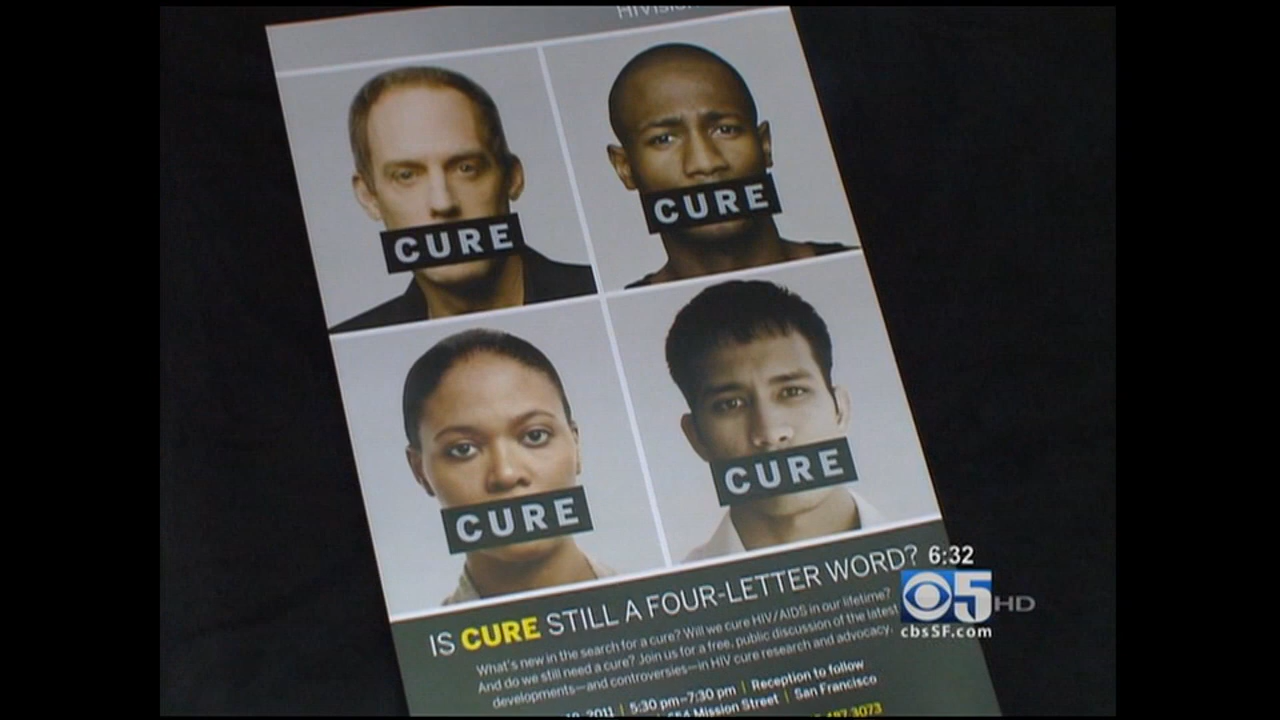 CURE
CURE
CURE
CURE
IS CURE STILL A FOUR-LETTER WORD?
What's new in the search for a cure? Will we cure HIV/AIDS in our lifetime?
And do we still need a cure? Join us for a free, public discussion of the latest
developments—and controversies—in HIV cure research and advocacy.
2011 | 5:30 pm–7:30 pm | Reception to follow
Mission Street | San Francisco
3073
6:32
5 HD
cbsSF.com